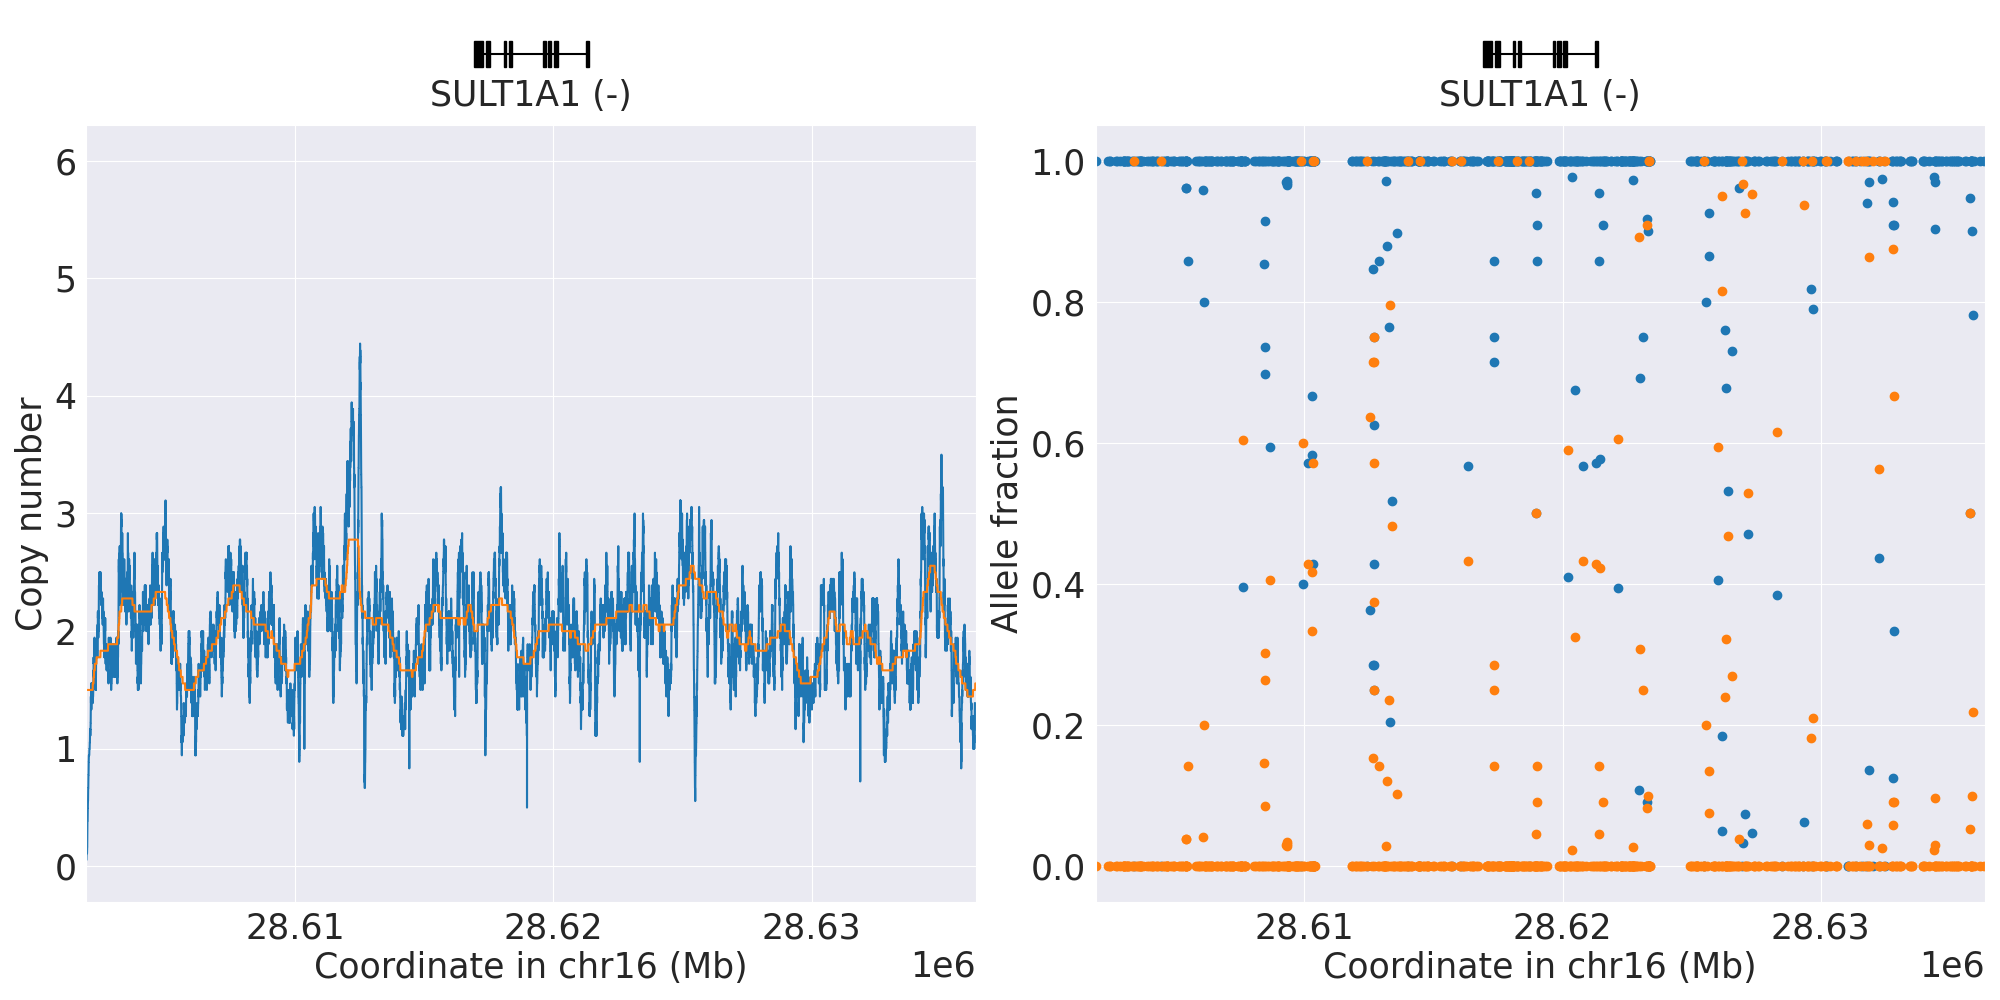 SULT1A1 (-)
Copy number
6
5
4
3
2
1
0
28.61
28.62
28.63
Coordinate in chr16 (Mb)
1e6
SULT1A1 (-)
Allele fraction
1.0
0.8
0.6
0.4
0.2
0.0
28.61
28.62
28.63
Coordinate in chr16 (Mb)
1e6